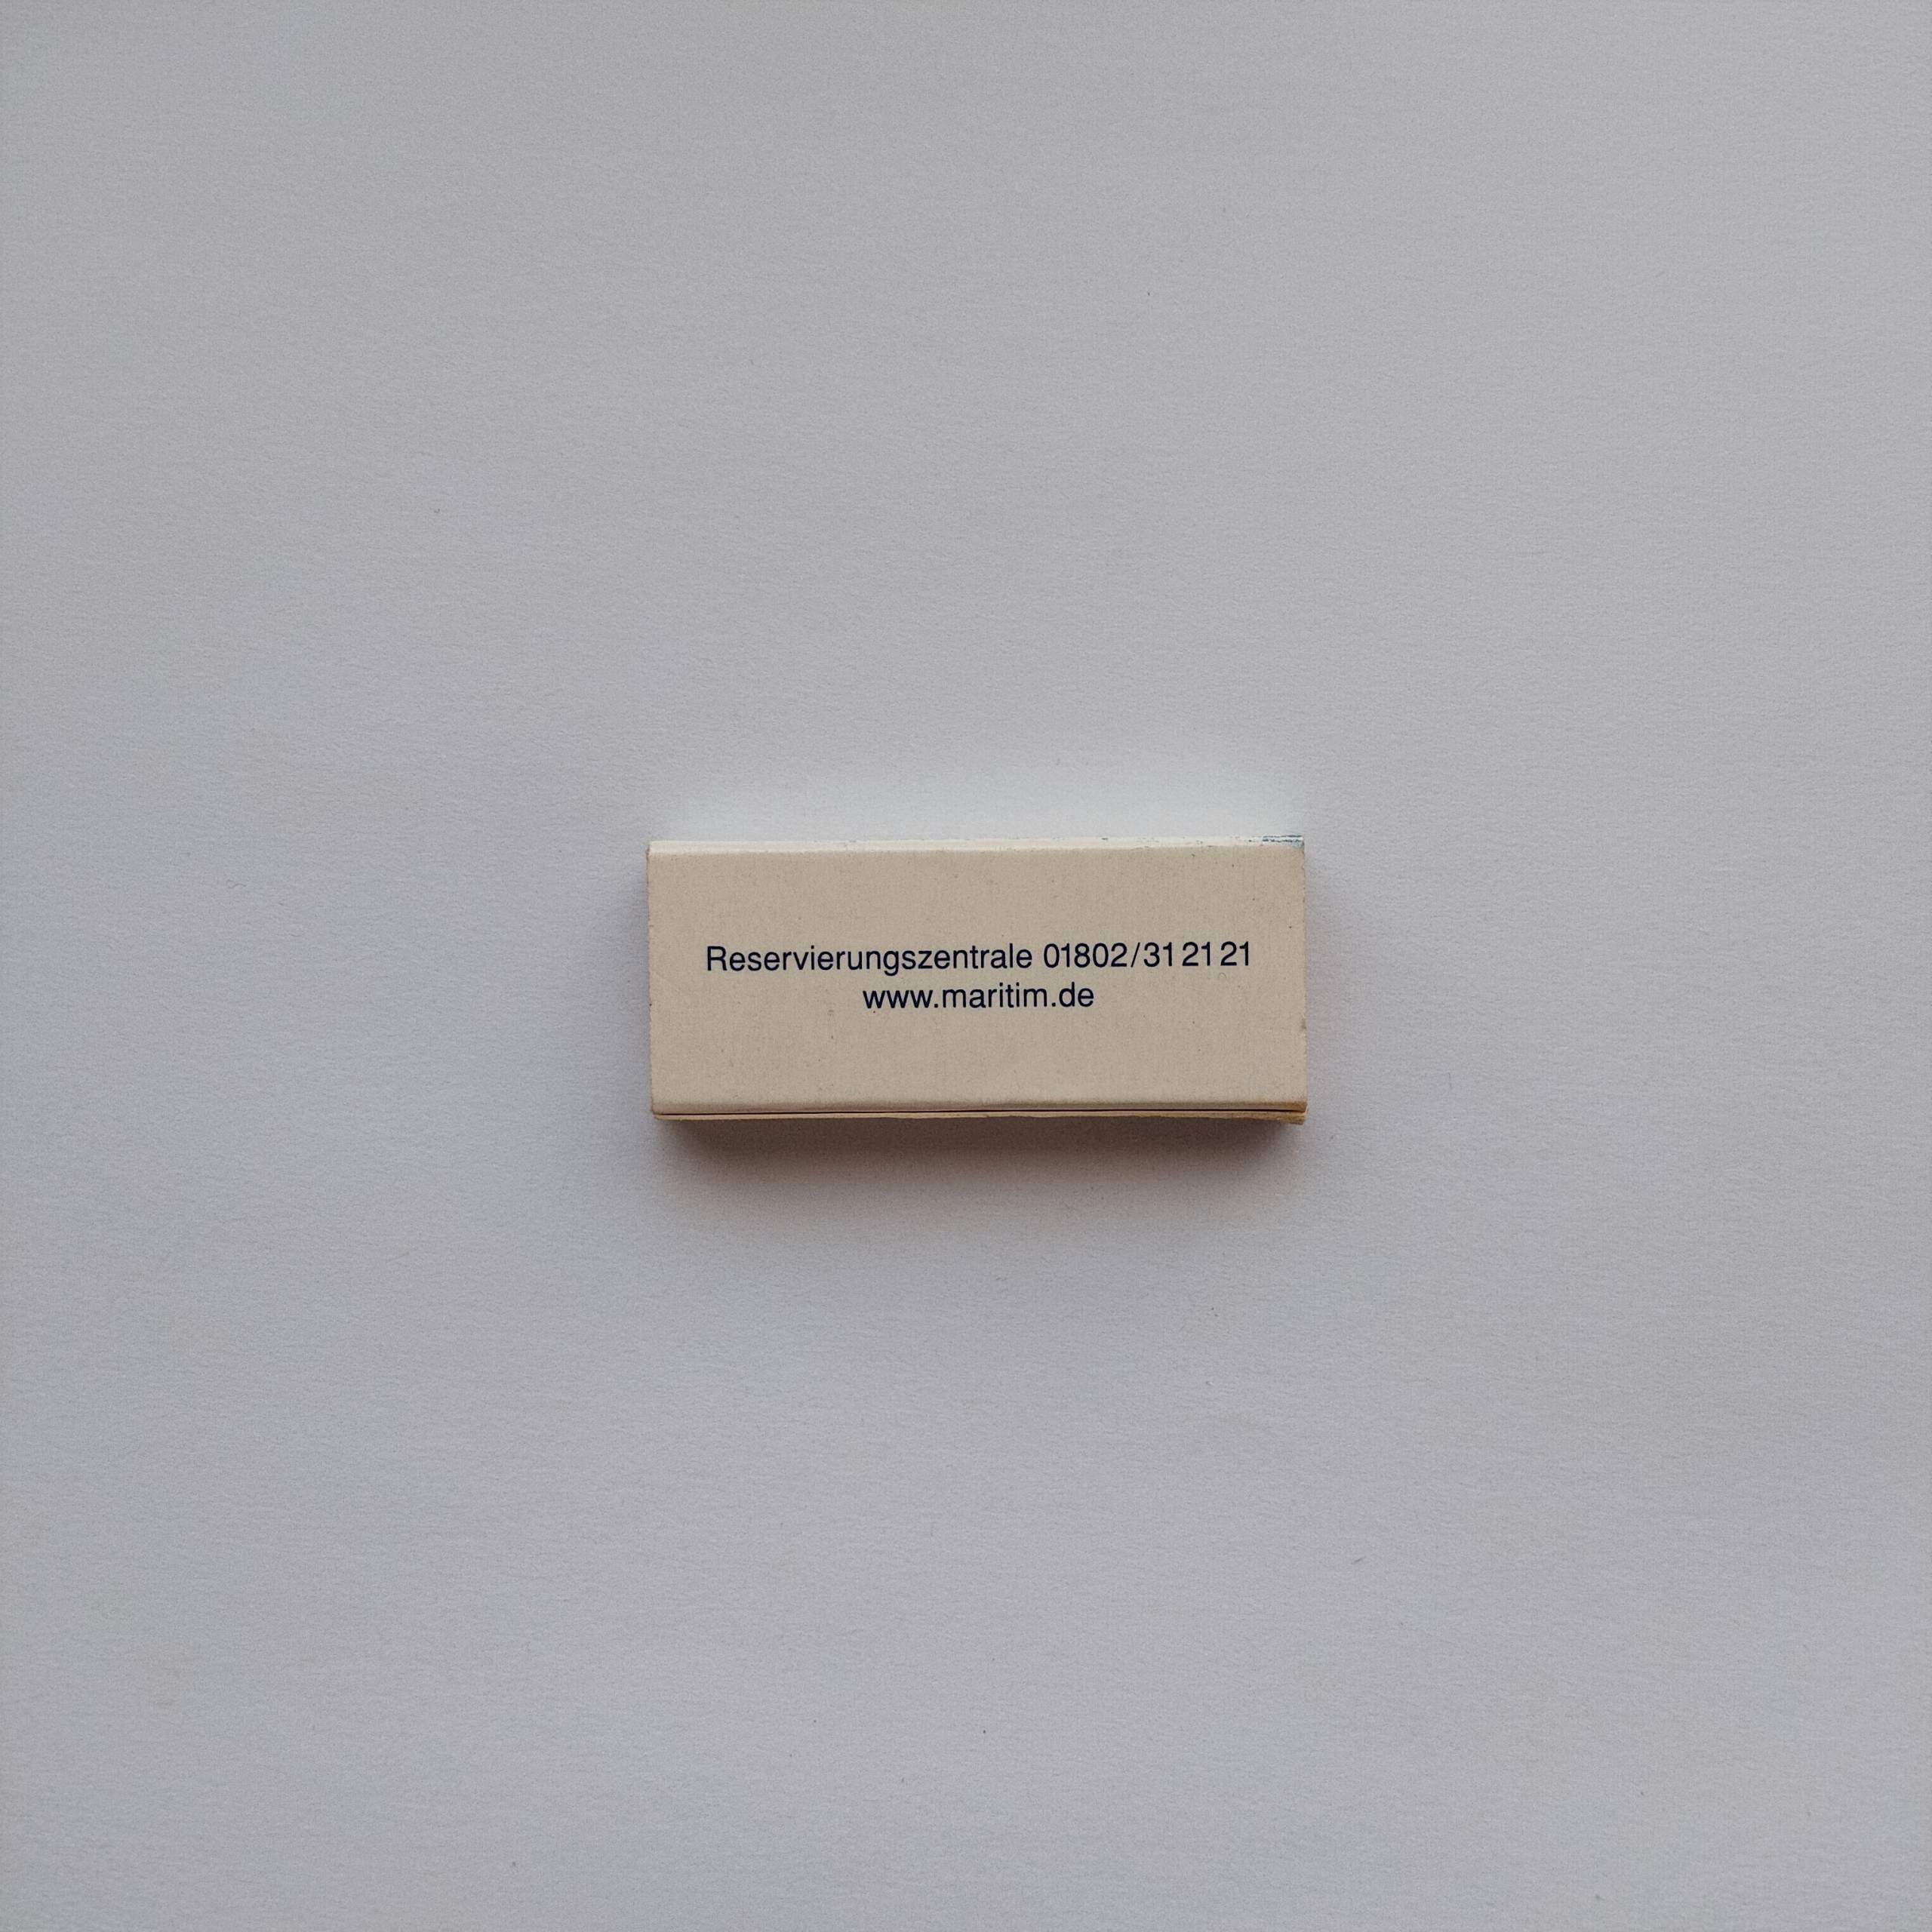 Reservierungszentrale 01802/31 21 21
www.maritim.de